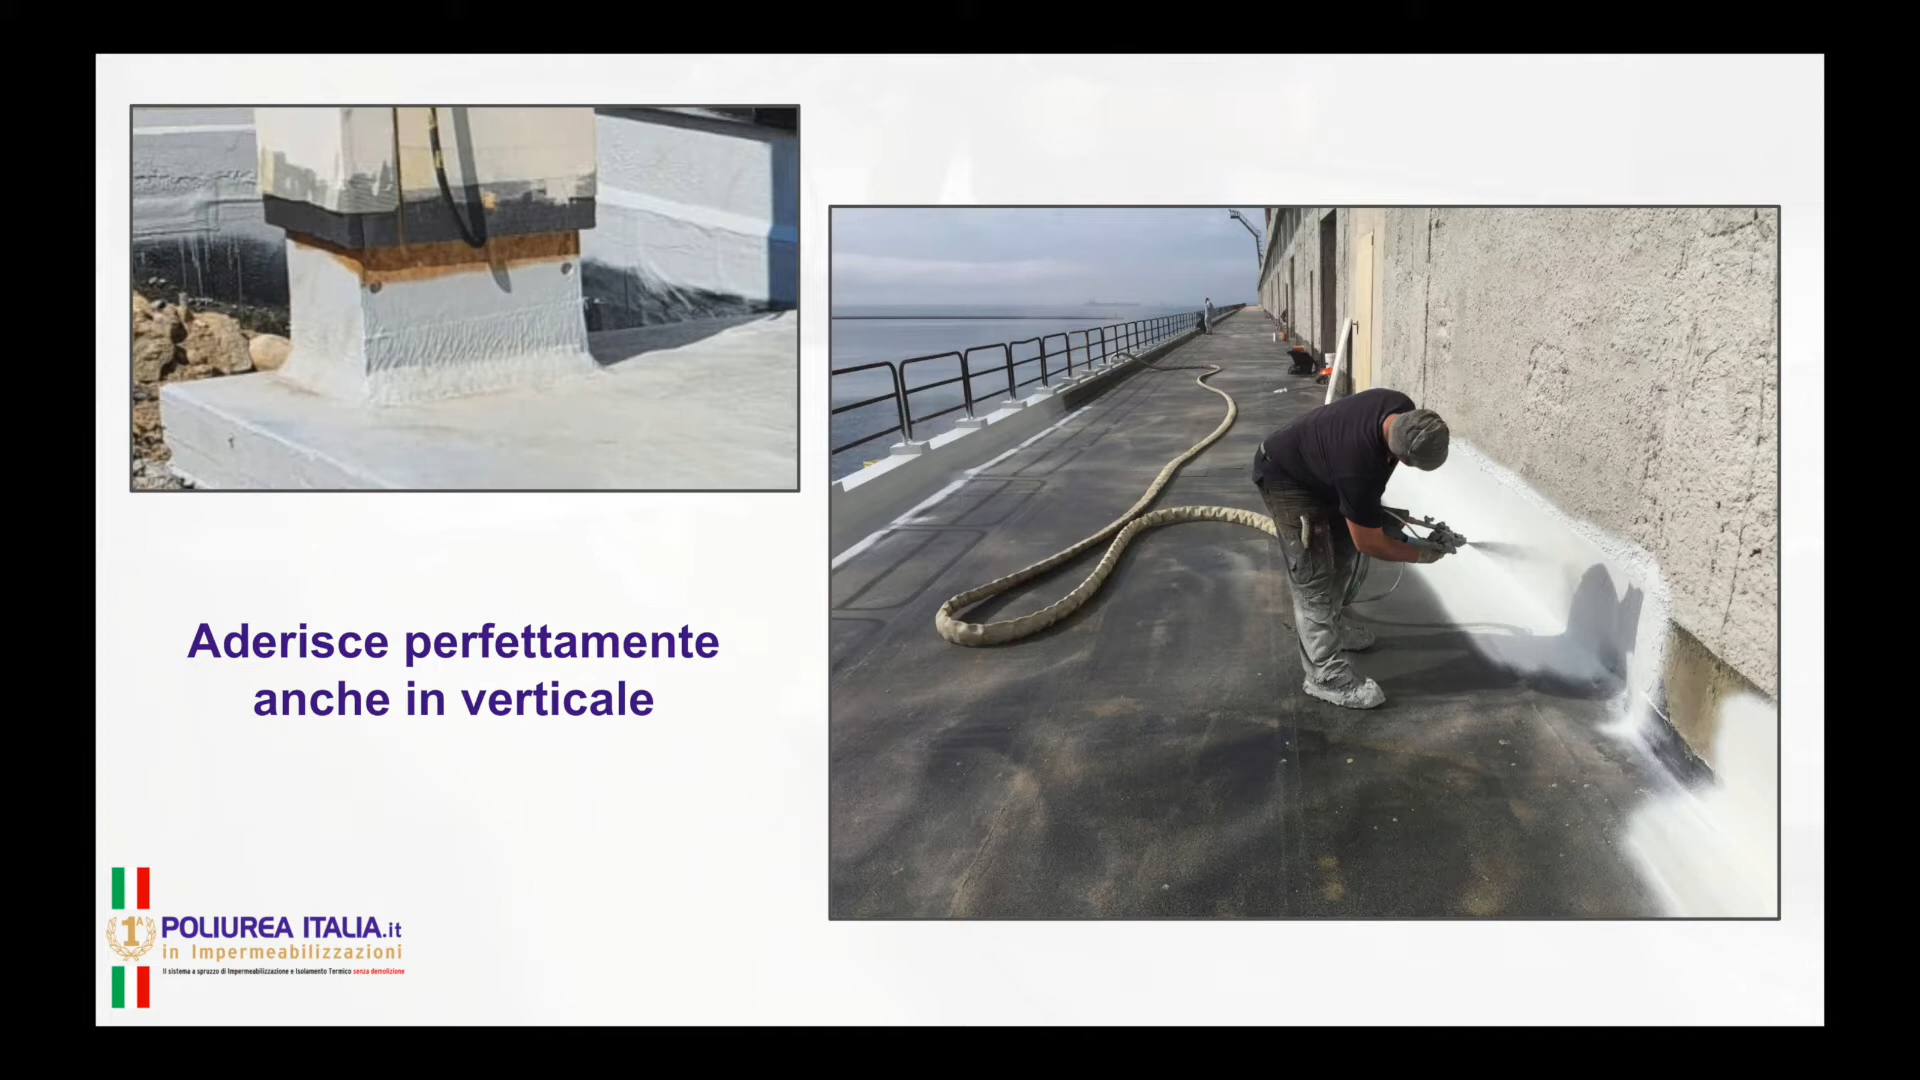 Aderisce perfettamente
anche in verticale
1A
POLIUREA ITALIA.it
in Impermeabilizzazioni
Il sistema a spruzzo di Impermeabilizzazione e Isolamento Termico senza demolizione